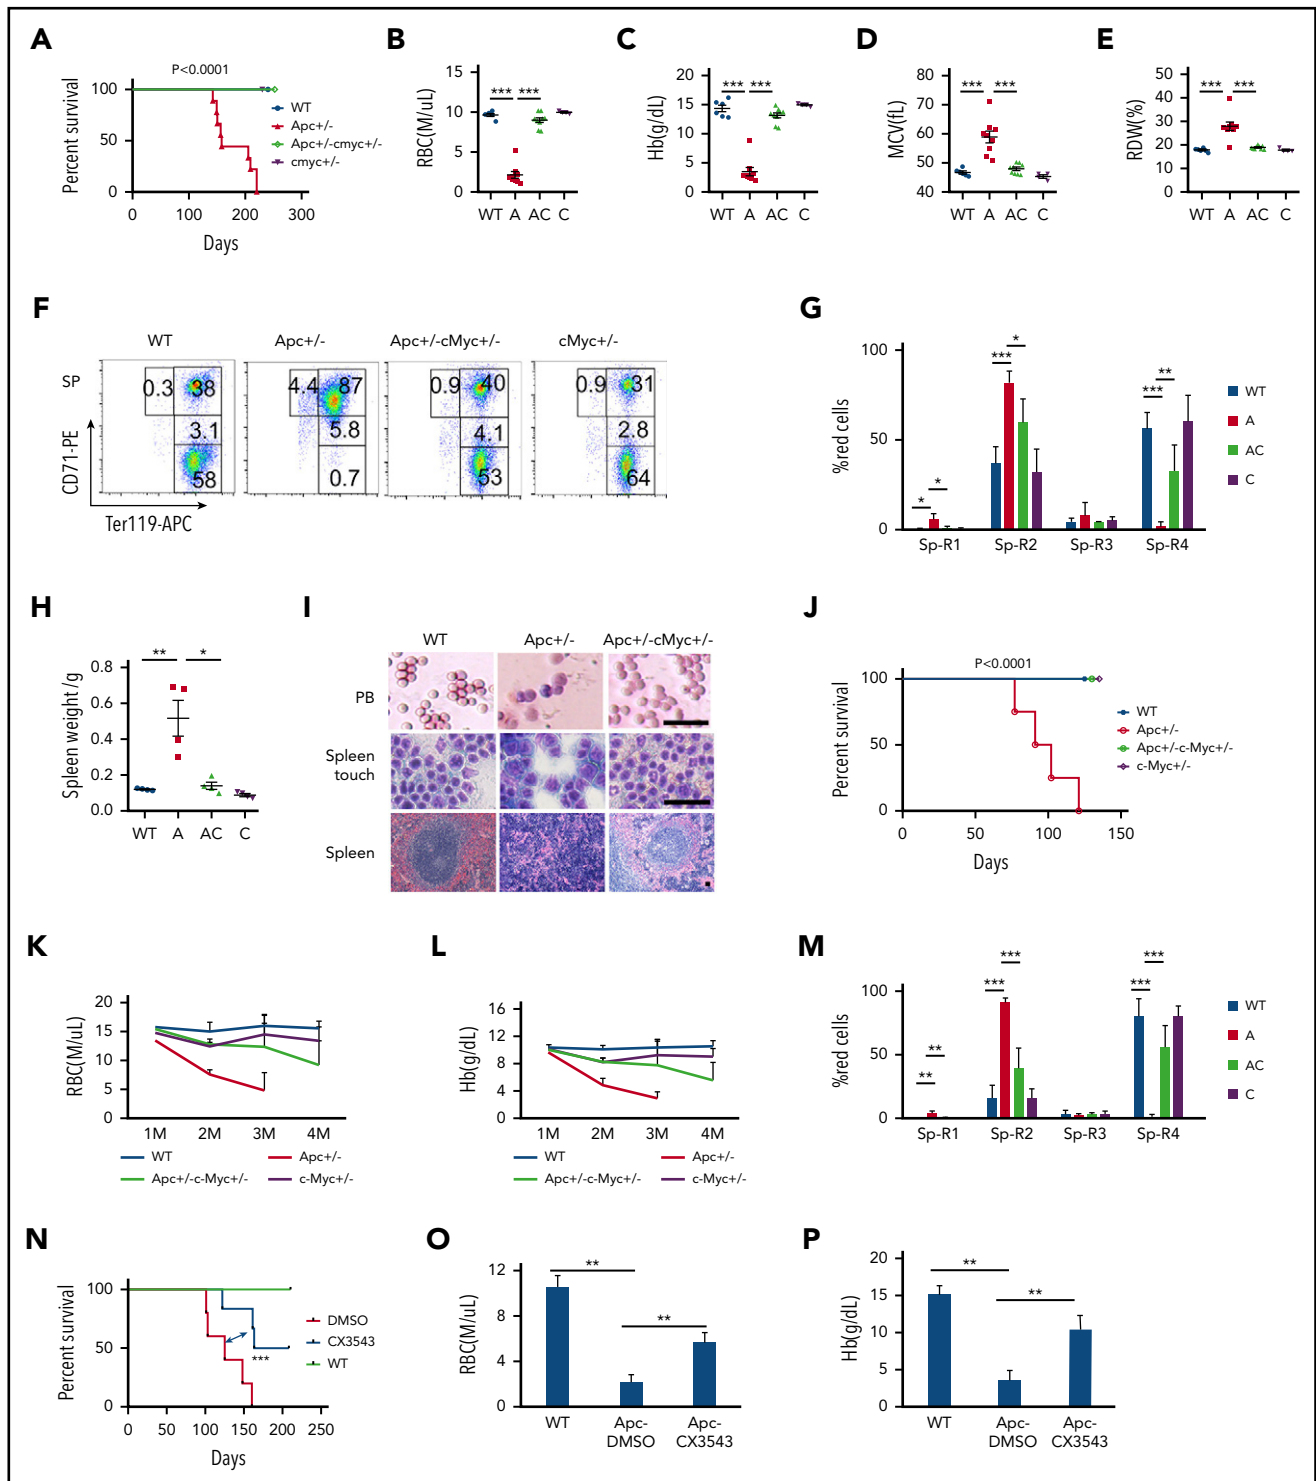 A
P<0.0001
Percent survival
100
50
0
0 100 200 300
Days
WT
Apc+/-
Apc+/-cmyc+/-
cmyc+/-
B
RBC(M/uL)
15
10
5
0
*** ***
WT A AC C
C
Hb(g/dL)
20
15
10
5
0
*** ***
WT A AC C
D
MCV(fL)
80
70
60
50
40
*** ***
WT A AC C
E
RDW(%)
50
40
30
20
10
0
*** ***
WT A AC C
F
WT Apc+/- Apc+/-cMyc+/- cMyc+/-
SP
0.3 38 4.4 87 0.9 40 0.9 31
3.1 5.8 4.1 2.8
58 0.7 53 64
CD71-PE
Ter119-APC
G
%red cells
100
50
0
* * *** * *** **
Sp-R1 Sp-R2 Sp-R3 Sp-R4
WT
A
AC
C
H
Spleen weight /g
0.8
0.6
0.4
0.2
0.0
** *
WT A AC C
I
WT Apc+/- Apc+/-cMyc+/-
PB
Spleen
touch
Spleen
J
P<0.0001
Percent survival
100
50
0
0 50 100 150
Days
WT
Apc+/-
Apc+/-c-Myc+/-
c-Myc+/-
K
RBC(M/uL)
20
15
10
5
0
1M 2M 3M 4M
WT Apc+/-
Apc+/-c-Myc+/- c-Myc+/-
L
Hb(g/dL)
16
12
8
4
0
1M 2M 3M 4M
WT Apc+/-
Apc+/-c-Myc+/- c-Myc+/-
M
%red cells
100
50
0
** ** *** *** *** ***
Sp-R1 Sp-R2 Sp-R3 Sp-R4
WT
A
AC
C
N
Percent survival
100
50
0
0 50 100 150 200 250
Days
***
DMSO
CX3543
WT
O
RBC(M/uL)
12
8
4
0
** **
WT Apc- Apc-
DMSO CX3543
P
Hb(g/dL)
20
15
10
5
0
** **
WT Apc- Apc-
DMSO CX3543